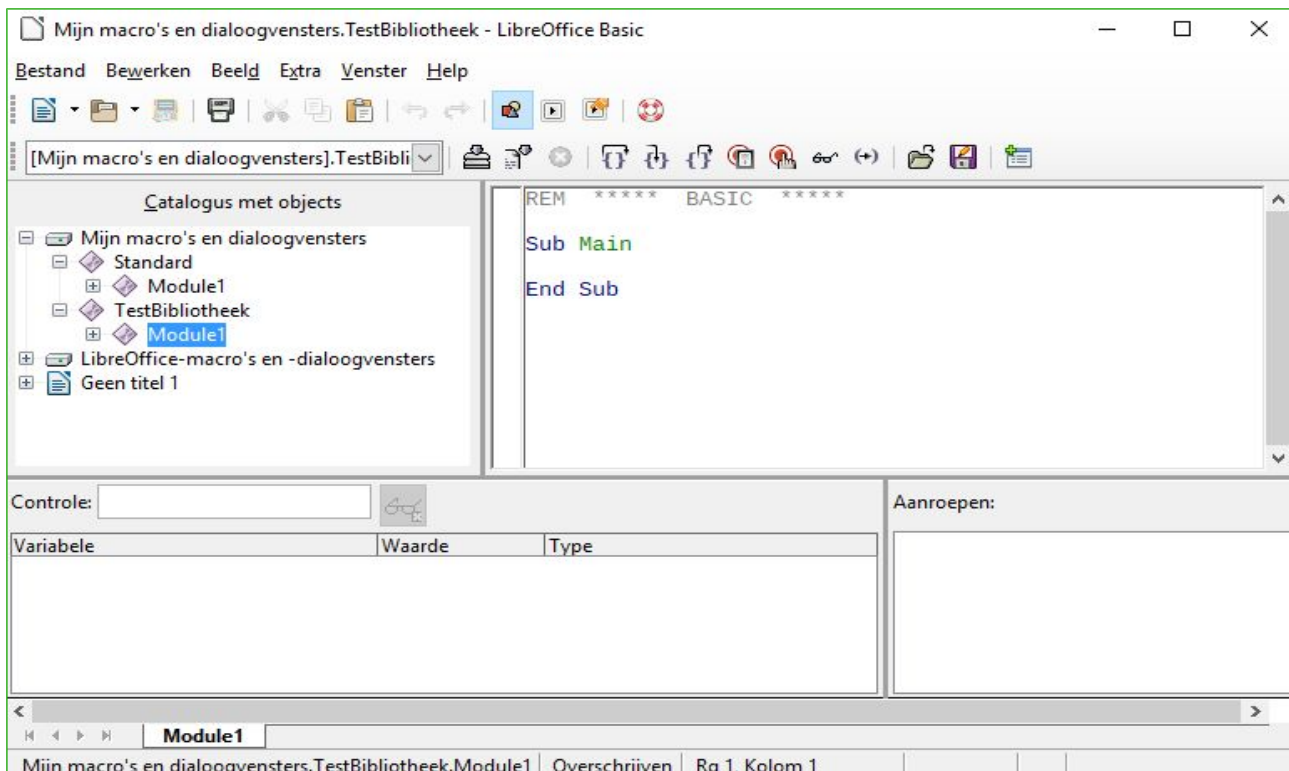 Mijn macro's en dialoogvensters.TestBibliotheek - LibreOffice Basic
Bestand Bewerken Beeld Extra Venster Help
[Mijn macro's en dialoogvensters].TestBibli
Catalogus met objects
Mijn macro's en dialoogvensters
Standard
Module1
TestBibliotheek
Module1
LibreOffice-macro's en -dialoogvensters
Geen titel 1
REM ***** BASIC *****
Sub Main
End Sub
Controle:
Aanroepen:
Variabele Waarde Type
Module1
Mijn macro's en dialoogvensters.TestBibliotheek.Module1 Overschrijven Rg 1, Kolom 1